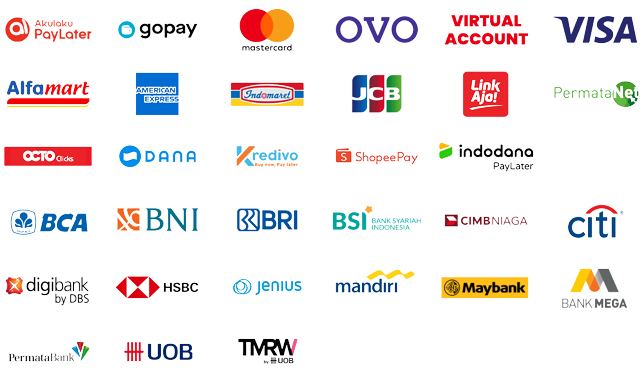 Akulaku
PayLater
gopay
mastercard
OVO
VIRTUAL
ACCOUNT
VISA
Alfamart
AMERICAN
EXPRESS
Indomaret
JCB
Link
Aja!
PermataNet
OCTO Clicks
DANA
Kredivo
Buy now, Pay later
S
ShopeePay
indodana
PayLater
BCA
BNI
BRI
BSI
BANK SYARIAH
INDONESIA
CIMBNIAGA
citi
digibank
by DBS
HSBC
jenius
mandiri
Maybank
BANK MEGA
PermataBank
UOB
TMRW
by UOB